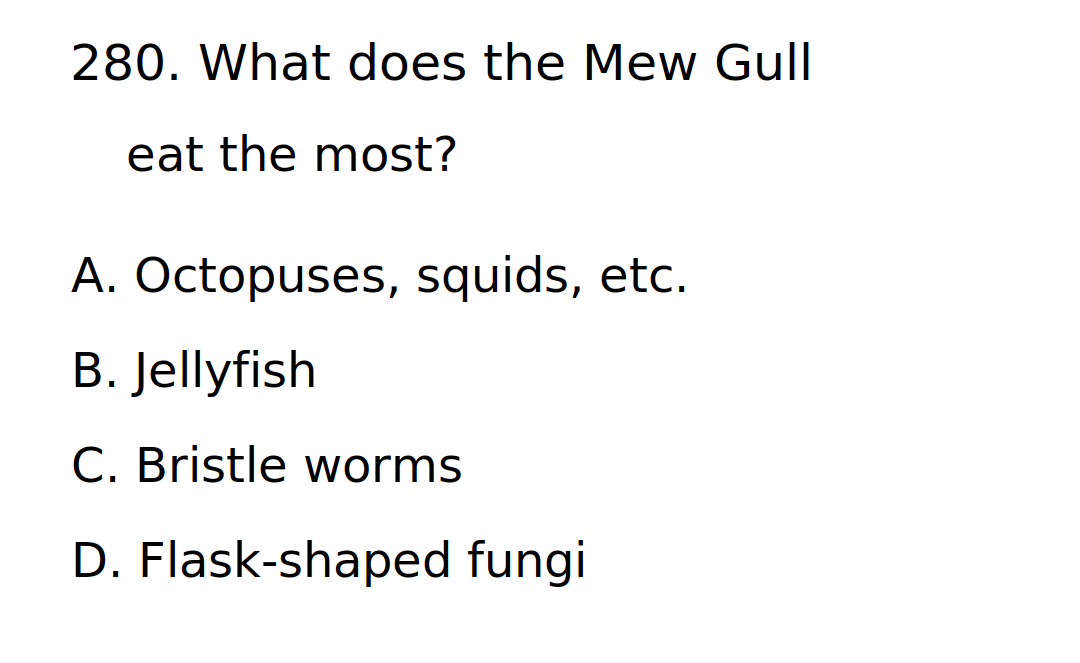 280. What does the Mew Gull
eat the most?
A. Octopuses, squids, etc.
B. Jellyfish
C. Bristle worms
D. Flask-shaped fungi